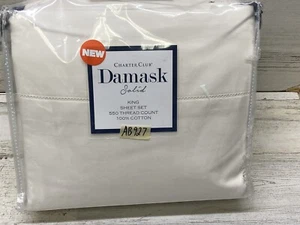 NEW
CHARTER CLUB
Damask
Solid
KING
SHEET SET
550 THREAD COUNT
100% COTTON
AB927